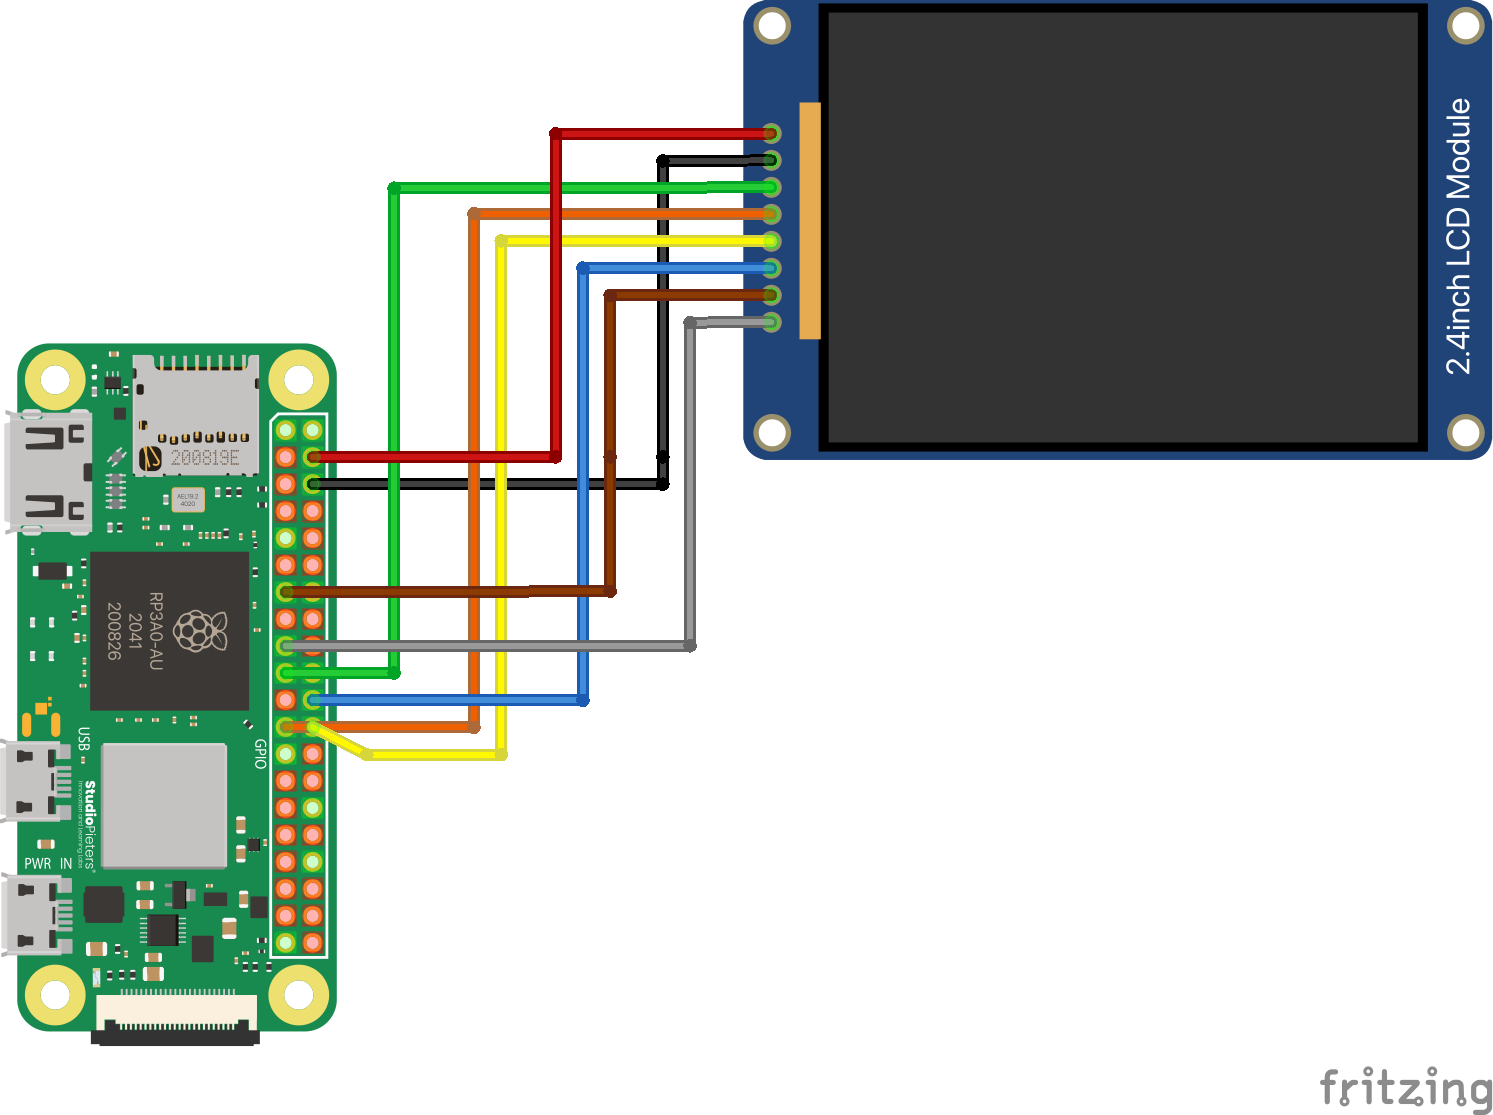 2.4inch LCD Module
200819E
AEL19.2
4020
RP3A0-AU
2041
200826
GPIO
USB
StudioPieters®
Innovation and Learning Labs
PWR IN
fritzing